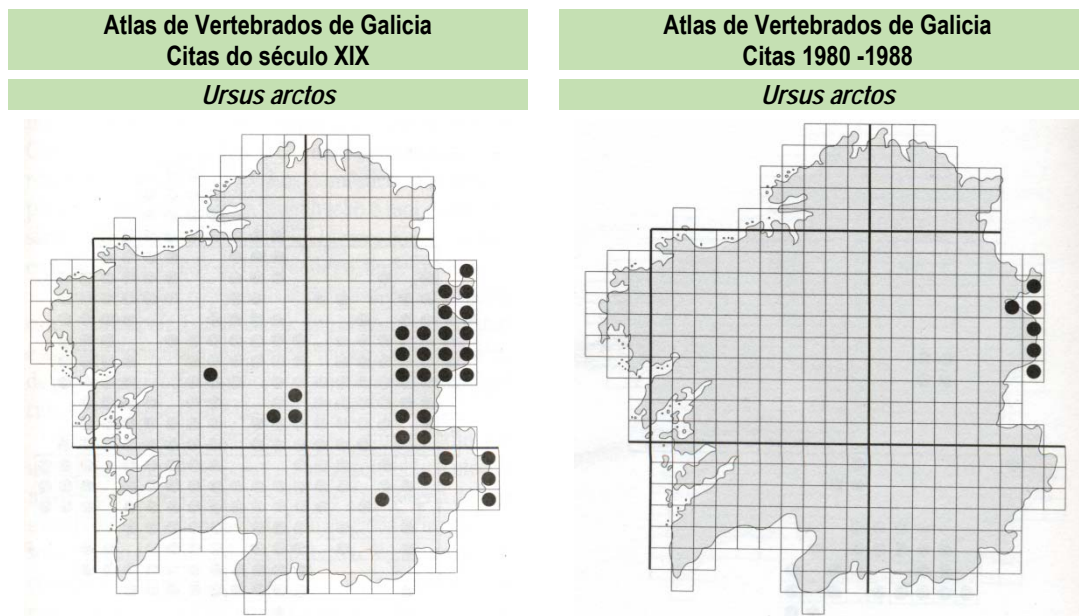 Atlas de Vertebrados de Galicia
Citas do século XIX
Ursus arctos
Atlas de Vertebrados de Galicia
Citas 1980 -1988
Ursus arctos